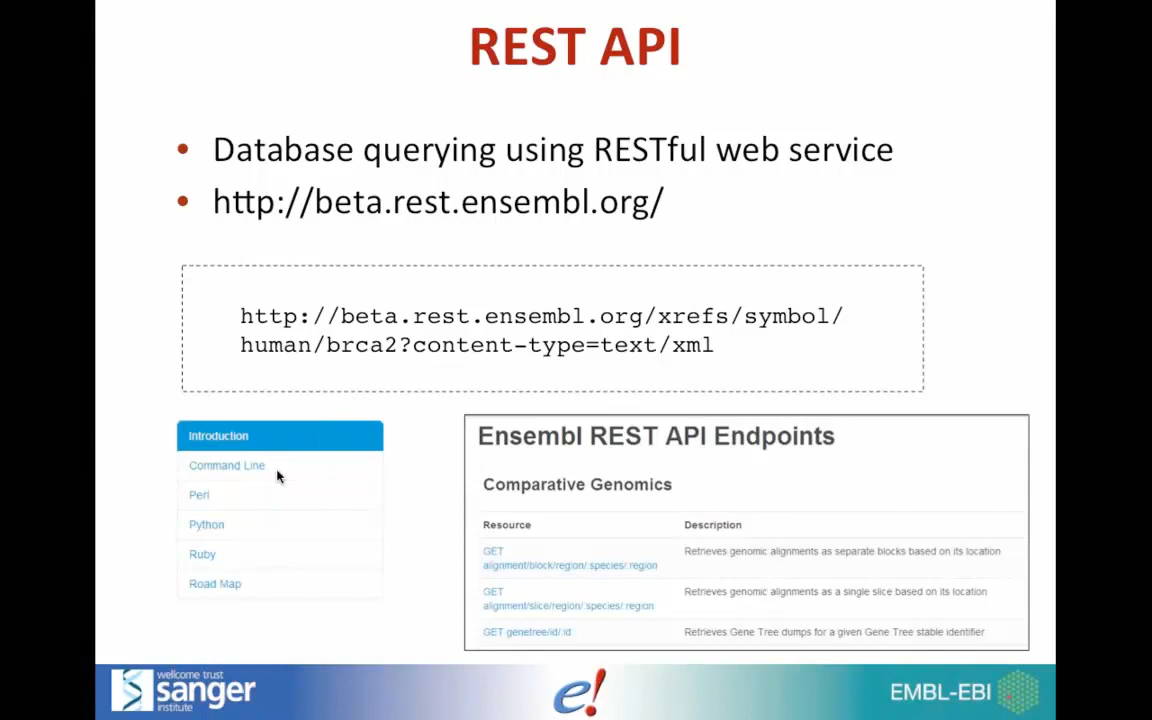 REST API
• Database querying using RESTful web service
• http://beta.rest.ensembl.org/
http://beta.rest.ensembl.org/xrefs/symbol/
human/brca2?content-type=text/xml
Introduction
Command Line
Perl
Python
Ruby
Road Map
Ensembl REST API Endpoints
Comparative Genomics
Resource Description
GET
alignment/block/region/:species/:region Retrieves genomic alignments as separate blocks based on its location
GET
alignment/slice/region/:species/:region Retrieves genomic alignments as a single slice based on its location
GET genetree/id/:id Retrieves Gene Tree dumps for a given Gene Tree stable identifier
wellcome trust
sanger
institute
e!
EMBL-EBI